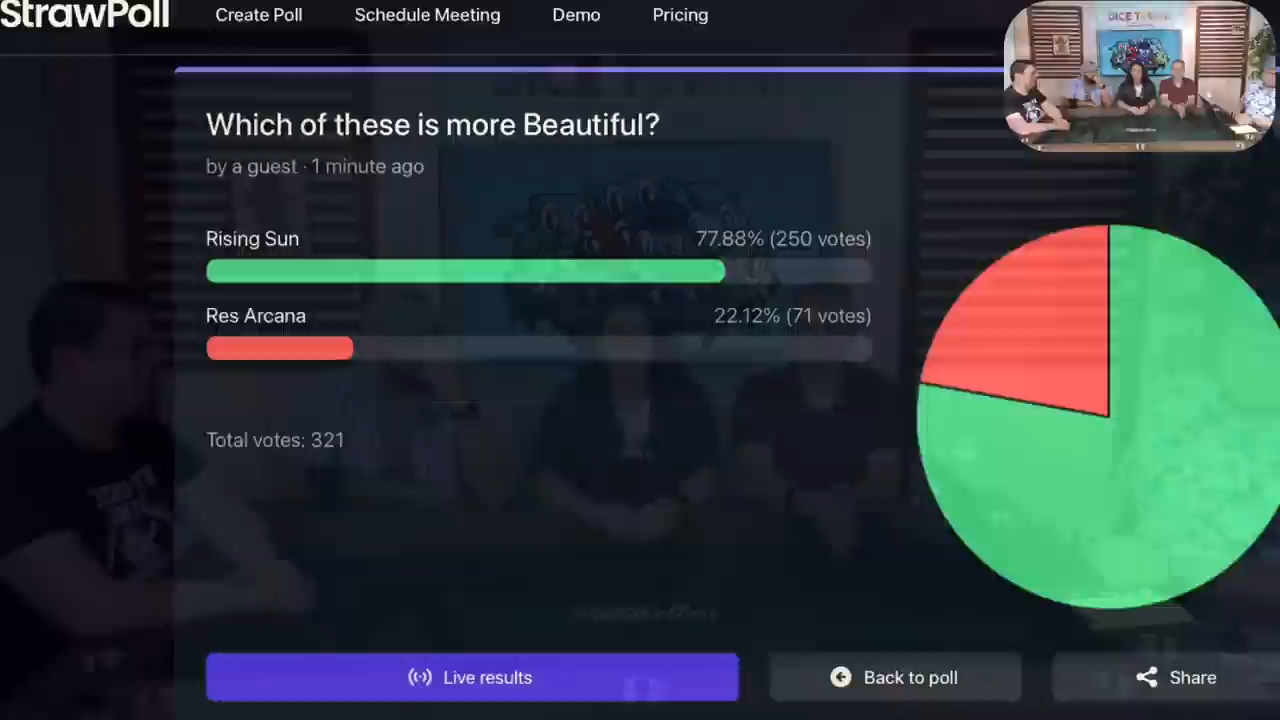 StrawPoll
Create Poll
Schedule Meeting
Demo
Pricing
Which of these is more Beautiful?
by a guest · 1 minute ago
Rising Sun
77.88% (250 votes)
Res Arcana
22.12% (71 votes)
Total votes: 321
Live results
Back to poll
Share